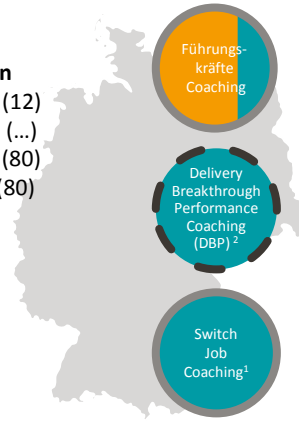 Führungs-
kräfte
Coaching
n
(12)
(...)
(80)
(80)
Delivery
Breakthrough
Performance
Coaching
(DBP) 2
Switch
Job
Coaching1